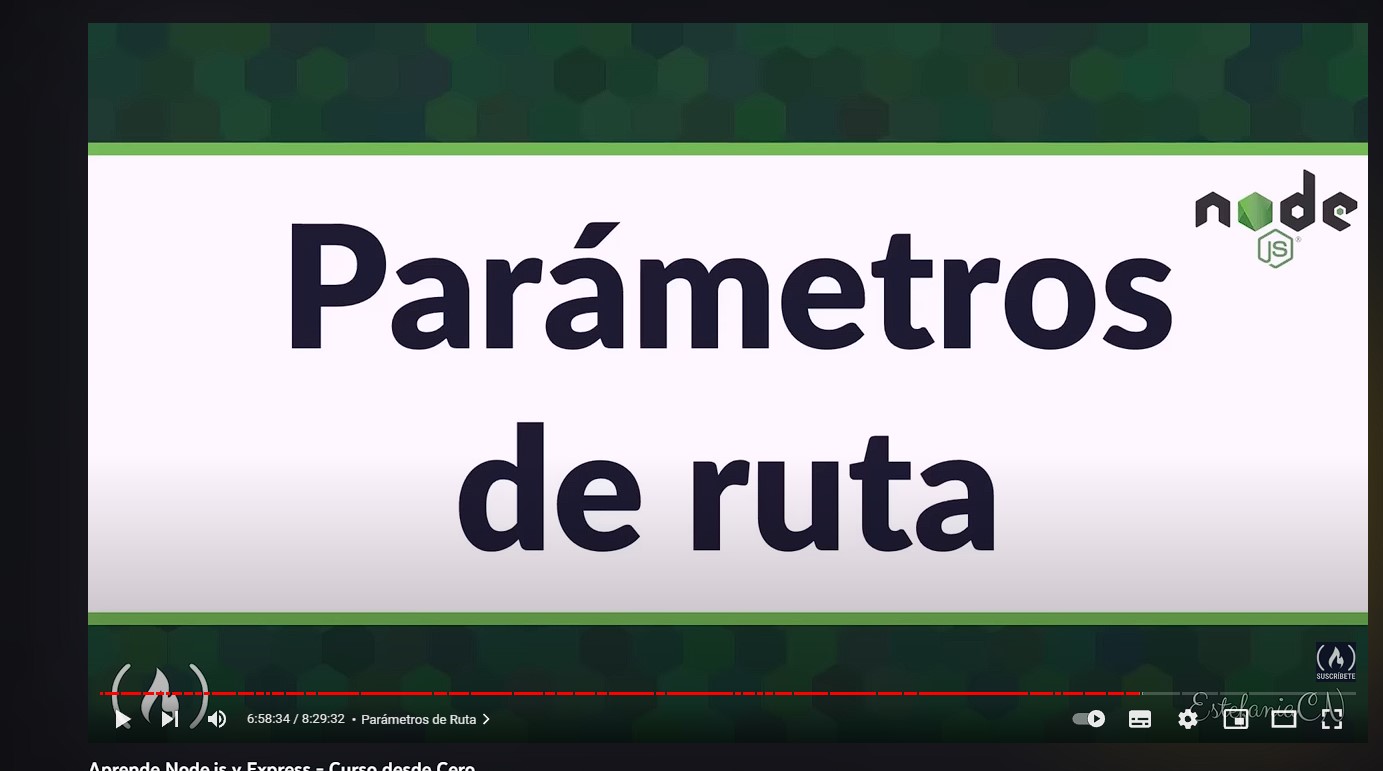 node
JS
Parámetros
de ruta
SUSCRÍBETE
EstefaniaCN
6:58:34 / 8:29:32 • Parámetros de Ruta >
Aprende Node.js y Express - Curso desde Cero